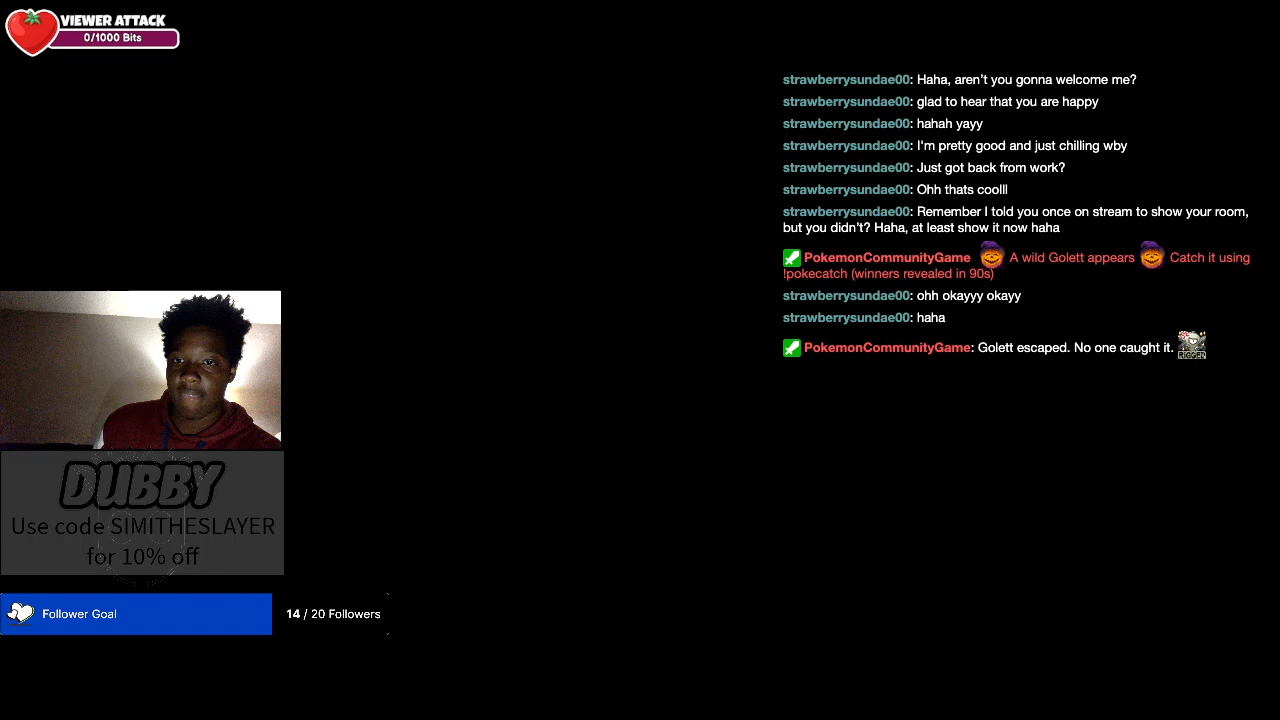 VIEWER ATTACK
0/1000 Bits
strawberrysundae00: Haha, aren’t you gonna welcome me?
strawberrysundae00: glad to hear that you are happy
strawberrysundae00: hahah yayy
strawberrysundae00: I'm pretty good and just chilling wby
strawberrysundae00: Just got back from work?
strawberrysundae00: Ohh thats coolll
strawberrysundae00: Remember I told you once on stream to show your room,
but you didn’t? Haha, at least show it now haha
PokemonCommunityGame A wild Golett appears Catch it using
!pokecatch (winners revealed in 90s)
strawberrysundae00: ohh okayyy okayy
strawberrysundae00: haha
PokemonCommunityGame: Golett escaped. No one caught it.
DUBBY
Use code SIMITHESLAYER
for 10% off
Follower Goal
14 / 20 Followers